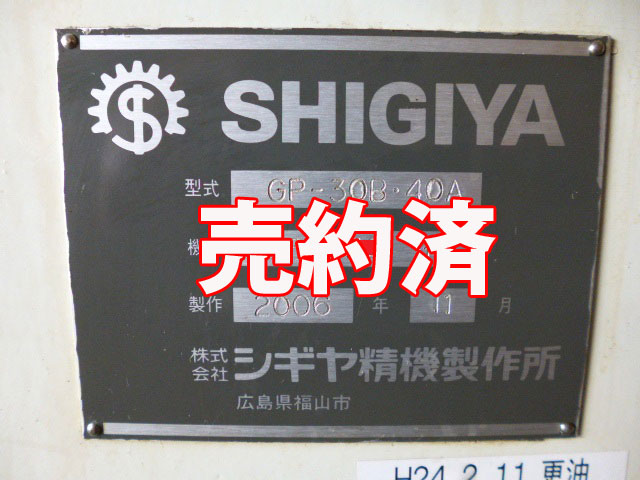 SHIGIYA
型式 GP-30B・40A
機
売約済
製作 2006 年 11 月
株式会社 シギヤ精機製作所
広島県福山市
H24.2.11 更油